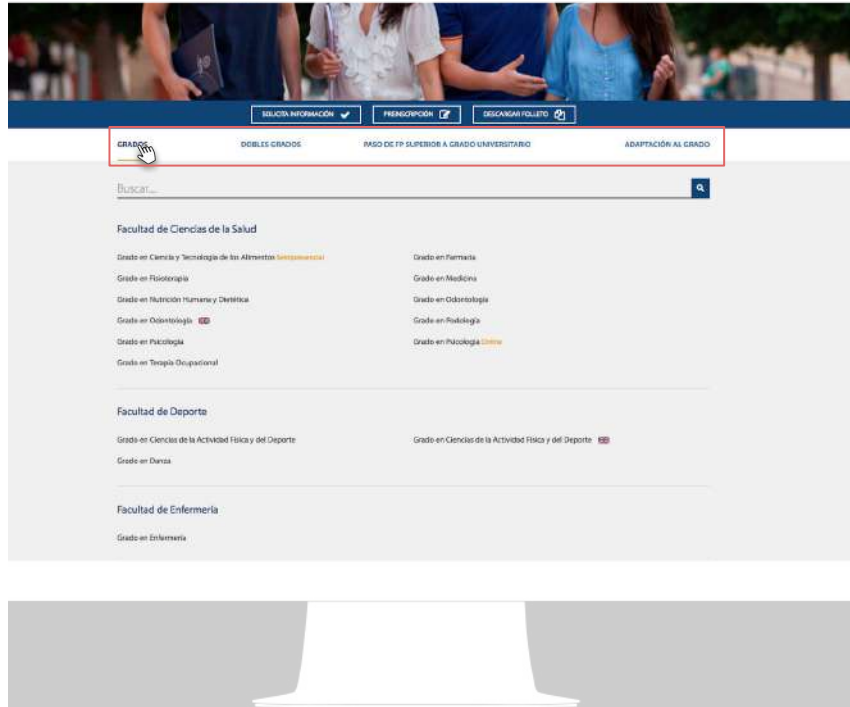 SOLICITA INFORMACIÓN
PREINSCRIPCIÓN
DESCARGAR FOLLETO
GRADOS
DOBLES GRADOS
PASO DE FP SUPERIOR A GRADO UNIVERSITARIO
ADAPTACIÓN AL GRADO
Buscar...
Facultad de Ciencias de la Salud
Grado en Ciencia y Tecnología de los Alimentos Semipresencial
Grado en Farmacia
Grado en Fisioterapia
Grado en Medicina
Grado en Nutrición Humana y Dietética
Grado en Odontología
Grado en Odontología
Grado en Podología
Grado en Psicología
Grado en Psicología Online
Grado en Terapia Ocupacional
Facultad de Deporte
Grado en Ciencias de la Actividad Física y del Deporte
Grado en Ciencias de la Actividad Física y del Deporte
Grado en Danza
Facultad de Enfermería
Grado en Enfermería